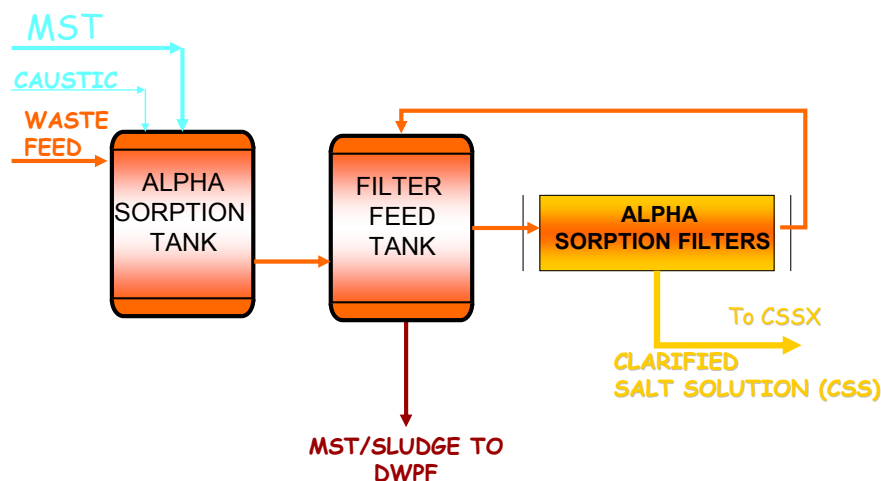 MST
CAUSTIC
WASTE
FEED
ALPHA
SORPTION
TANK
FILTER
FEED
TANK
ALPHA
SORPTION FILTERS
To CSSX
CLARIFIED
SALT SOLUTION (CSS)
MST/SLUDGE TO
DWPF